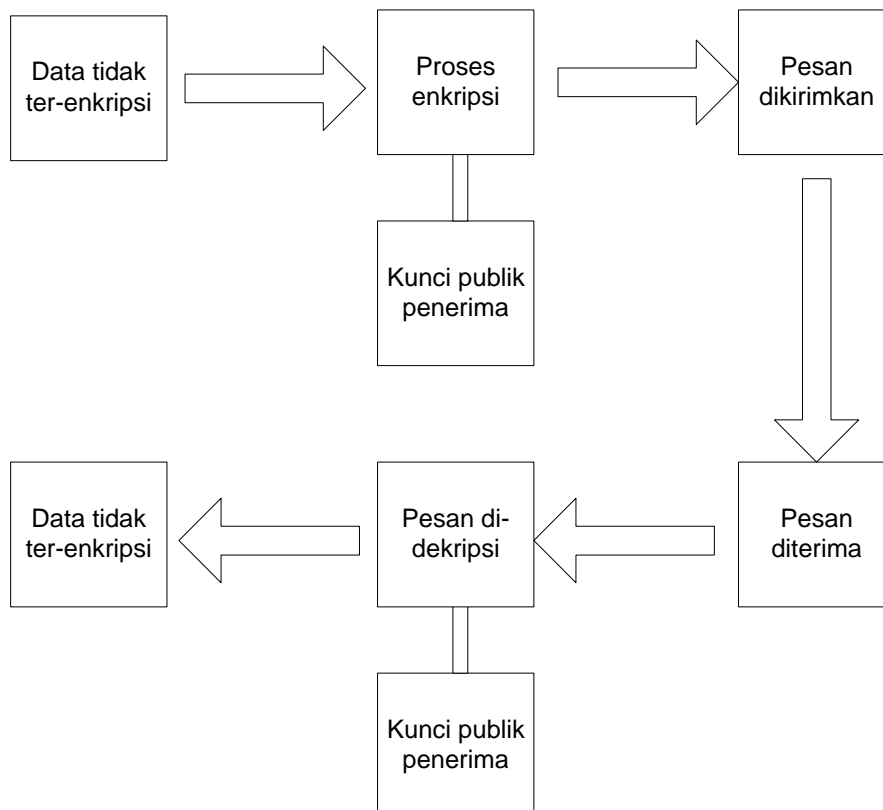 Data tidak
ter-enkripsi
Proses
enkripsi
Pesan
dikirimkan
Kunci publik
penerima
Data tidak
ter-enkripsi
Pesan di-
dekripsi
Pesan
diterima
Kunci publik
penerima